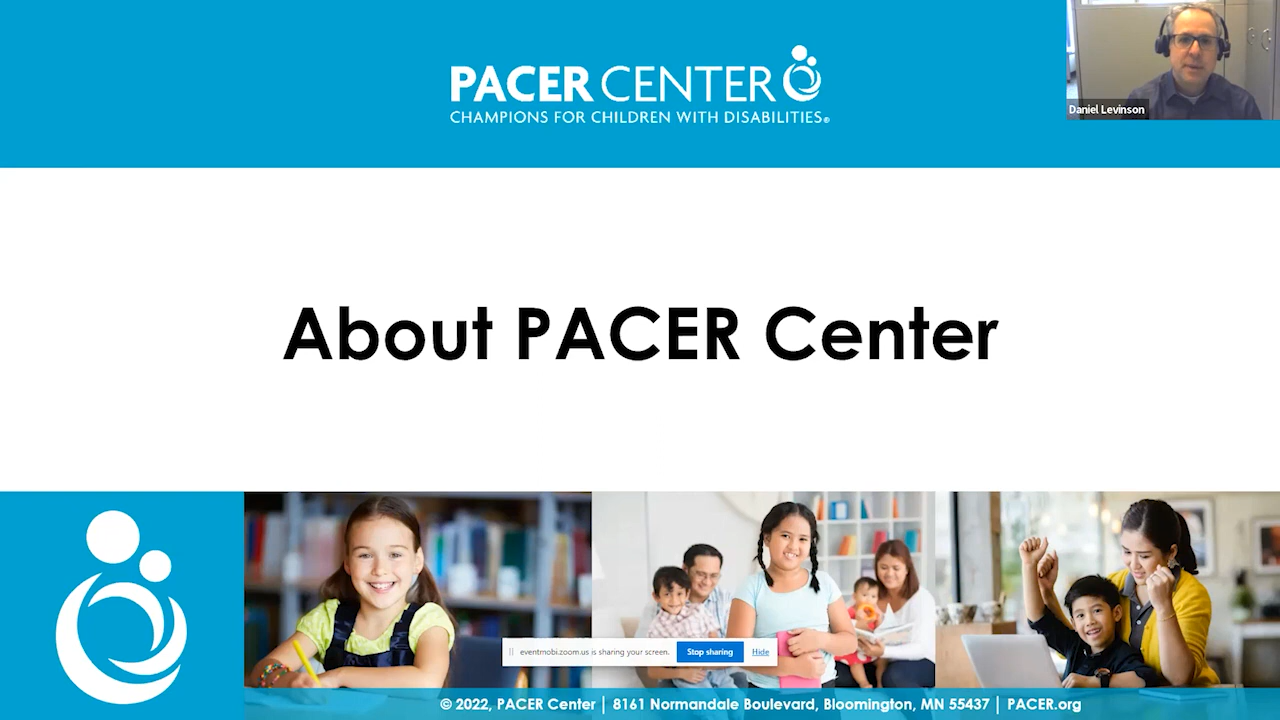 PACER CENTER
CHAMPIONS FOR CHILDREN WITH DISABILITIES®
Daniel Levinson
About PACER Center
eventmobi.zoom.us is sharing your screen. Stop sharing Hide
© 2022, PACER Center | 8161 Normandale Boulevard, Bloomington, MN 55437 | PACER.org